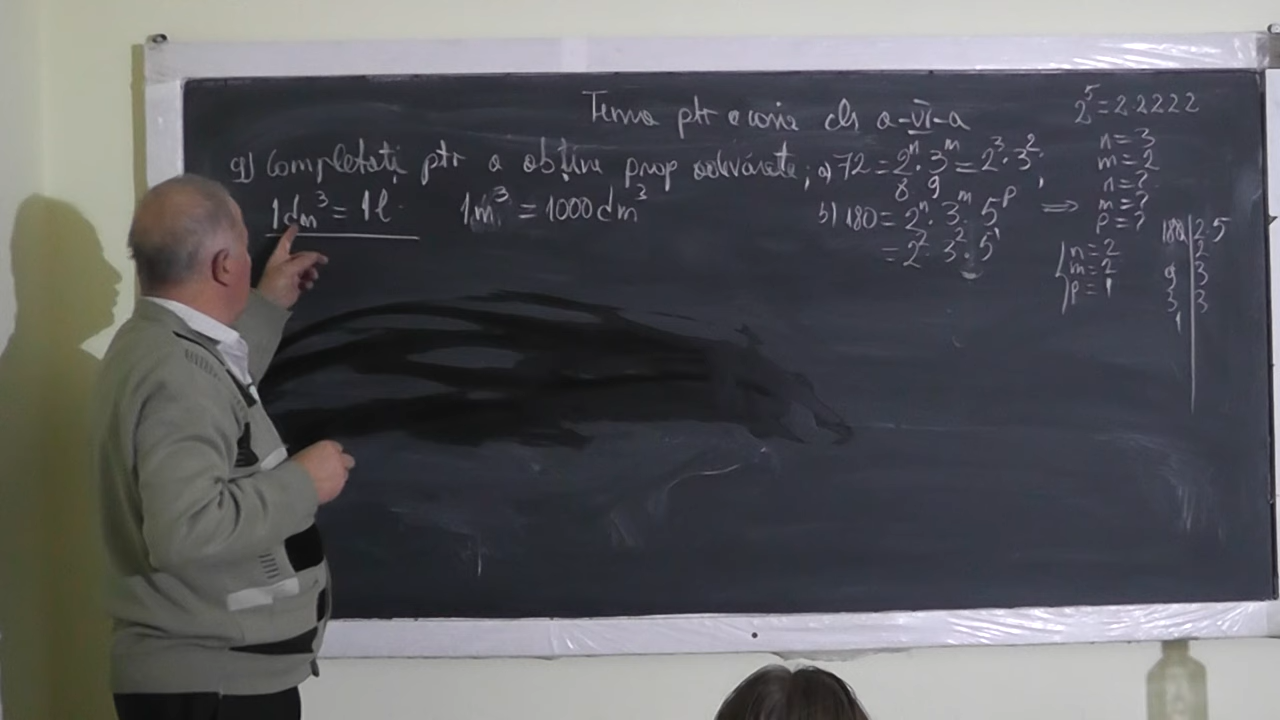 Tema ptr a-VI-a
g) Completați ptr a obține prop adevărate; a) 72 = 2ⁿ · 3ᵐ = 2³ · 3²;
8 9
1dm³ = 1l 1m³ = 1000 dm³
b) 180 = 2ⁿ · 3ᵐ · 5ᵖ ⟹
= 2² · 3² · 5¹
2⁵ = 2 2 2 2 2
n = 3
m = 2
n = ?
m = ?
p = ?
n = 2
m = 2
p = 1
180 | 2·5
| 2
9 | 3
3 | 3
1 |